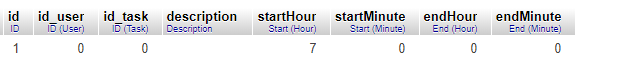 id id_user id_task description startHour startMinute endHour endMinute
ID ID (User) ID (Task) Description Start (Hour) Start (Minute) End (Hour) End (Minute)
1 0 0 7 0 0 0